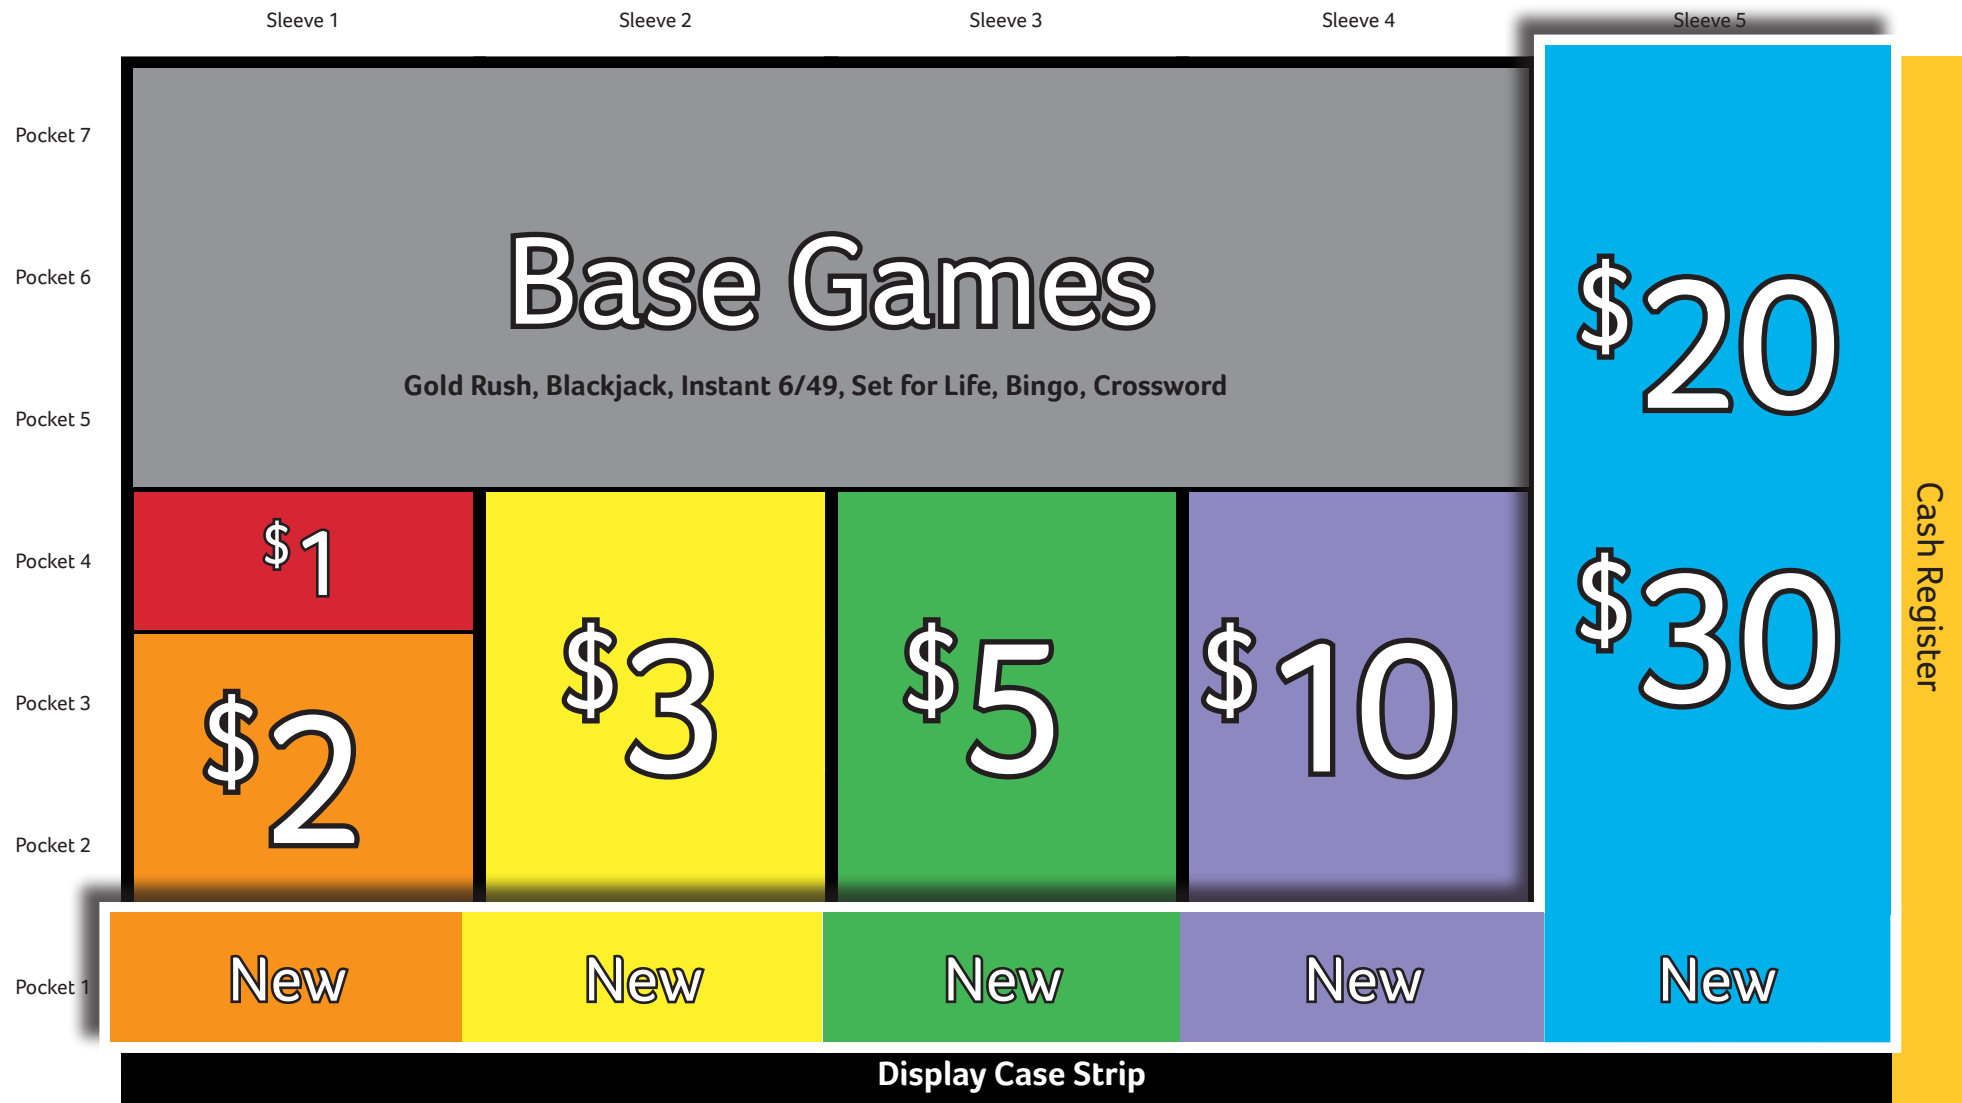 Sleeve 1
Sleeve 2
Sleeve 3
Sleeve 4
Sleeve 5
Pocket 7
Pocket 6
Base Games
$20
Gold Rush, Blackjack, Instant 6/49, Set for Life, Bingo, Crossword
Pocket 5
Pocket 4
$1
$30
Cash Register
Pocket 3
$2
$3
$5
$10
Pocket 2
Pocket 1
New
New
New
New
New
Display Case Strip